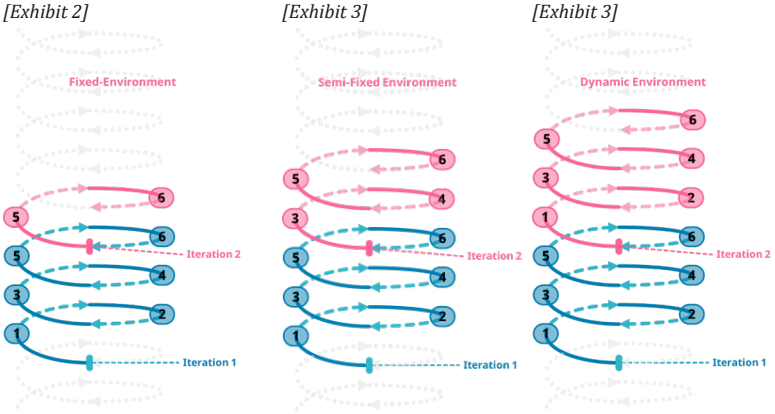 [Exhibit 2]
[Exhibit 3]
[Exhibit 3]
Fixed-Environment
5
6
Iteration 2
5
6
3
4
1
2
Iteration 1
Semi-Fixed Environment
5
6
3
4
Iteration 2
5
6
3
4
1
2
Iteration 1
Dynamic Environment
5
6
3
4
1
2
Iteration 2
5
6
3
4
1
2
Iteration 1